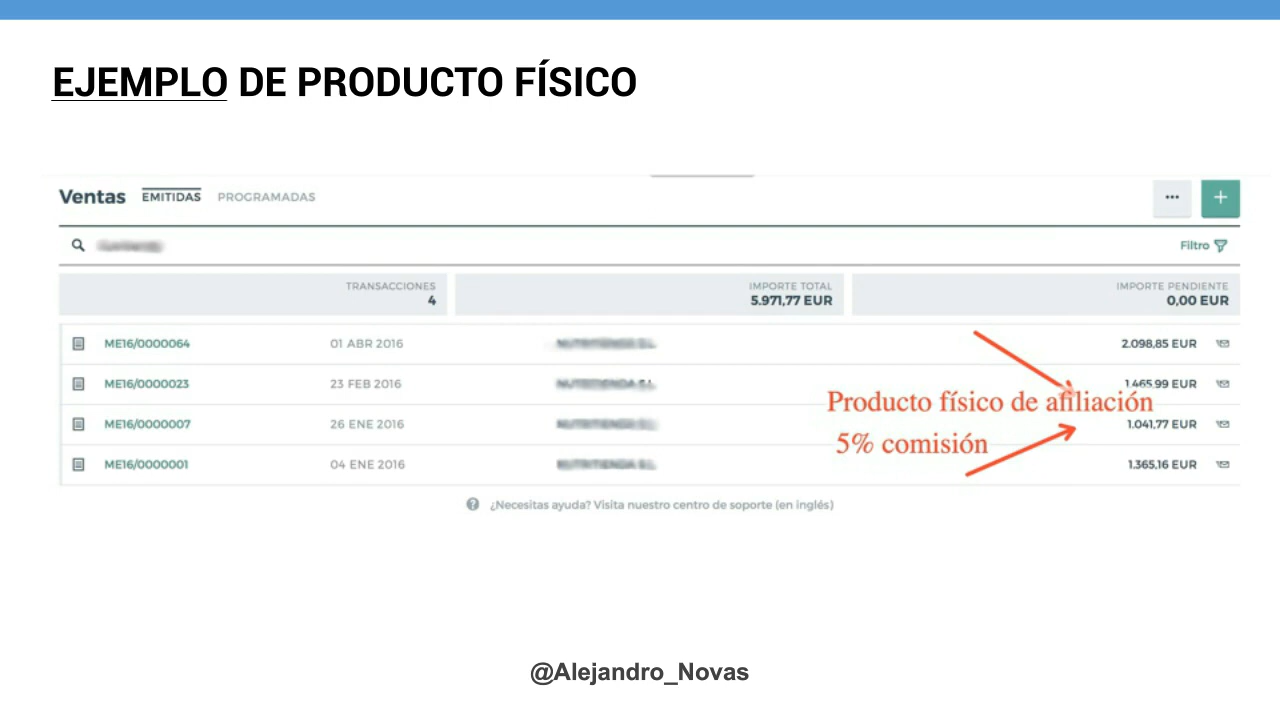 EJEMPLO DE PRODUCTO FÍSICO
Ventas EMITIDAS PROGRAMADAS
Filtro
TRANSACCIONES IMPORTE TOTAL IMPORTE PENDIENTE
4 5.971,77 EUR 0,00 EUR
ME16/0000064 01 ABR 2016 2.098,85 EUR
ME16/0000023 23 FEB 2016 1.465,99 EUR
Producto físico de afiliación
ME16/0000007 26 ENE 2016 1.041,77 EUR
5% comisión
ME16/0000001 04 ENE 2016 1.365,16 EUR
¿Necesitas ayuda? Visita nuestro centro de soporte (en inglés)
@Alejandro_Novas